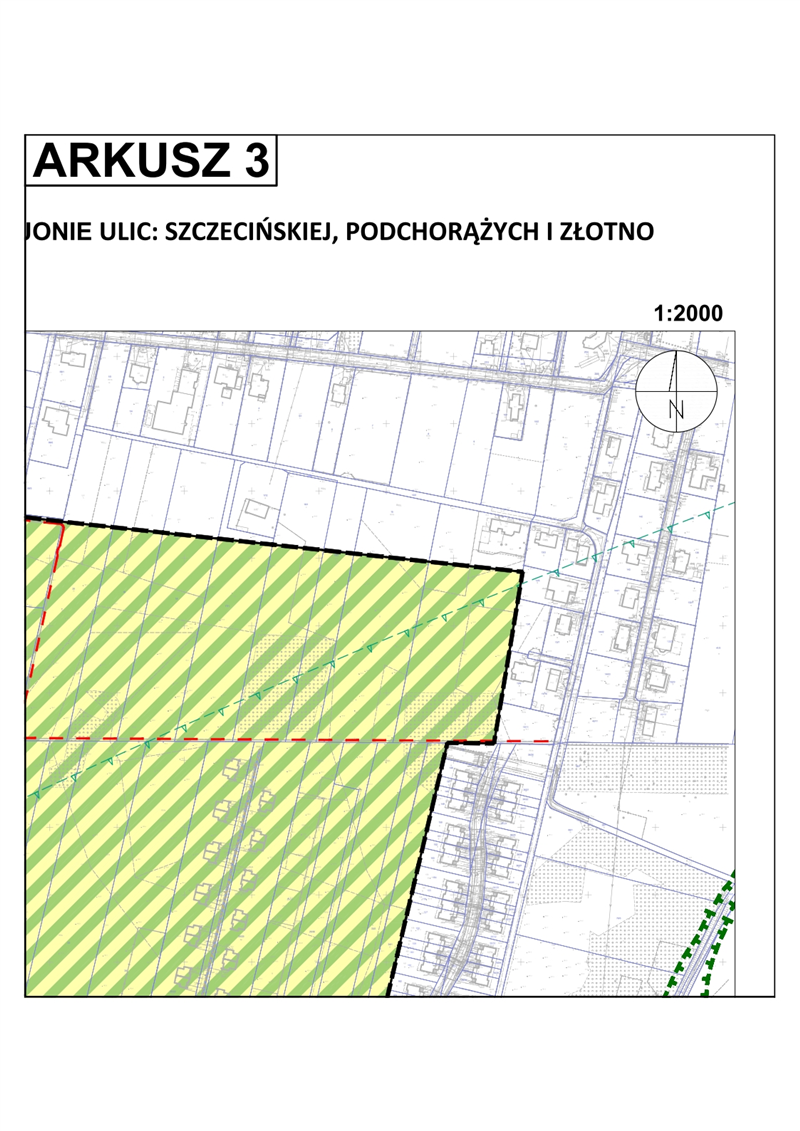 ARKUSZ 3
JONIE ULIC: SZCZECIŃSKIEJ, PODCHORĄŻYCH I ZŁOTNO
1:2000
N